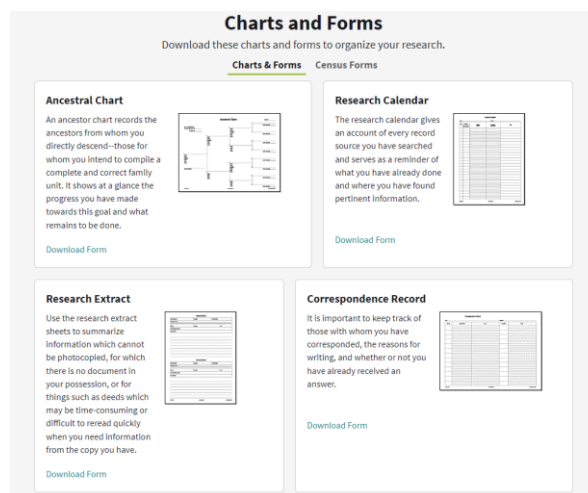 Charts and Forms
Download these charts and forms to organize your research.
Charts & Forms Census Forms
Ancestral Chart
An ancestor chart records the
ancestors from whom you
directly descend--those for
whom you intend to compile a
complete and correct family
unit. It shows at a glance the
progress you have made
towards this goal and what
remains to be done.
Download Form
Research Calendar
The research calendar gives
an account of every record
source you have searched
and serves as a reminder of
what you have already done
and where you have found
pertinent information.
Download Form
Research Extract
Use the research extract
sheets to summarize
information which cannot
be photocopied, for which
there is no document in
your possession, or for
things such as deeds which
may be time-consuming or
difficult to reread quickly
when you need information
from the copy you have.
Download Form
Correspondence Record
It is important to keep track of
those with whom you have
corresponded, the reasons for
writing, and whether or not you
have already received an
answer.
Download Form